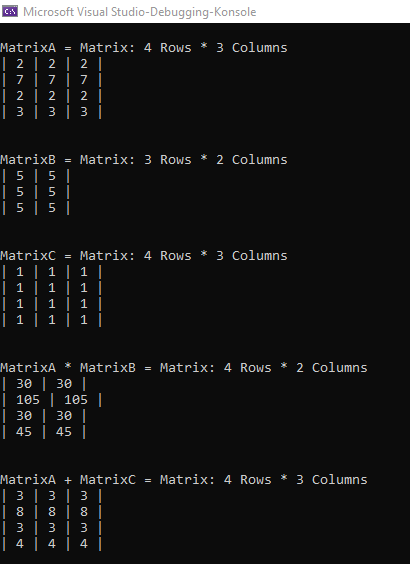 C:\
Microsoft Visual Studio-Debugging-Konsole
MatrixA = Matrix: 4 Rows * 3 Columns
| 2 | 2 | 2 |
| 7 | 7 | 7 |
| 2 | 2 | 2 |
| 3 | 3 | 3 |
MatrixB = Matrix: 3 Rows * 2 Columns
| 5 | 5 |
| 5 | 5 |
| 5 | 5 |
MatrixC = Matrix: 4 Rows * 3 Columns
| 1 | 1 | 1 |
| 1 | 1 | 1 |
| 1 | 1 | 1 |
| 1 | 1 | 1 |
MatrixA * MatrixB = Matrix: 4 Rows * 2 Columns
| 30 | 30 |
| 105 | 105 |
| 30 | 30 |
| 45 | 45 |
MatrixA + MatrixC = Matrix: 4 Rows * 3 Columns
| 3 | 3 | 3 |
| 8 | 8 | 8 |
| 3 | 3 | 3 |
| 4 | 4 | 4 |